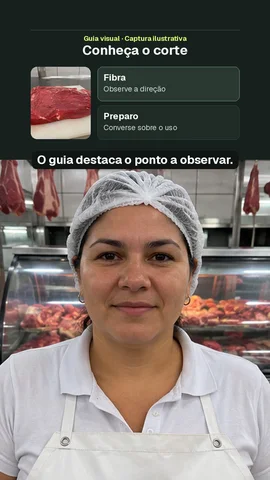 Guia visual · Captura ilustrativa
Conheça o corte
Fibra
Observe a direção
Preparo
Converse sobre o uso
O guia destaca o ponto a observar.